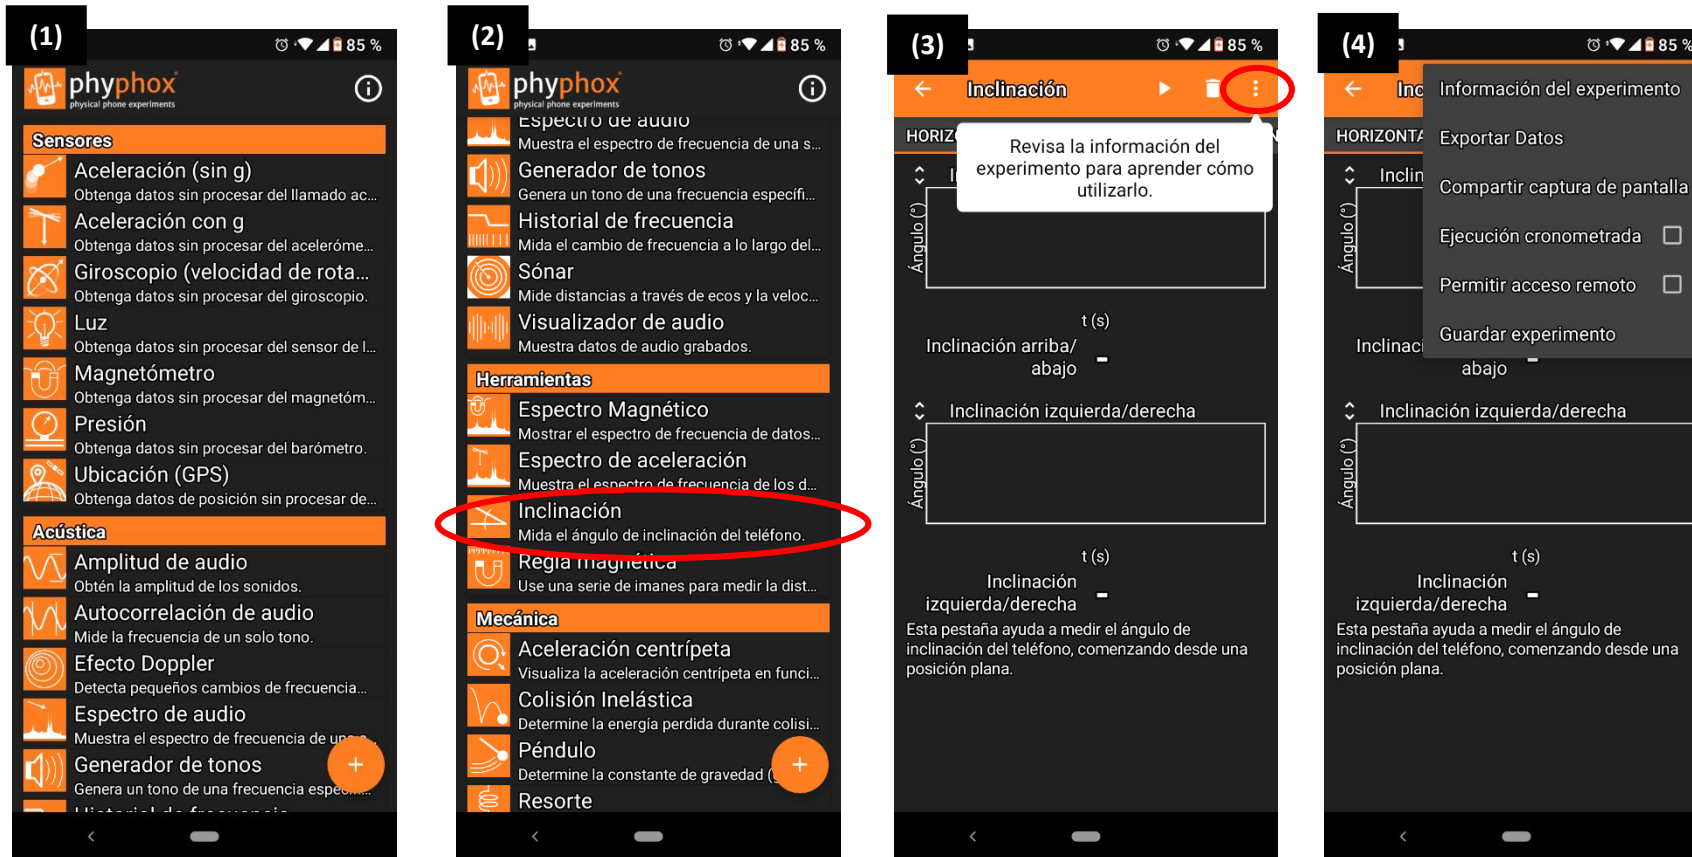 (1)
85 %
phyphox
physical phone experiments
Sensores
Aceleración (sin g)
Obtenga datos sin procesar del llamado ac...
Aceleración con g
Obtenga datos sin procesar del aceleróme...
Giroscopio (velocidad de rota...
Obtenga datos sin procesar del giroscopio.
Luz
Obtenga datos sin procesar del sensor de l...
Magnetómetro
Obtenga datos sin procesar del magnetóm...
Presión
Obtenga datos sin procesar del barómetro.
Ubicación (GPS)
Obtenga datos de posición sin procesar de...
Acústica
Amplitud de audio
Obtén la amplitud de los sonidos.
Autocorrelación de audio
Mide la frecuencia de un solo tono.
Efecto Doppler
Detecta pequeños cambios de frecuencia...
Espectro de audio
Muestra el espectro de frecuencia de una s...
Generador de tonos
Genera un tono de una frecuencia específi...
Historial de frecuencia
(2)
85 %
phyphox
physical phone experiments
Espectro de audio
Muestra el espectro de frecuencia de una s...
Generador de tonos
Genera un tono de una frecuencia específi...
Historial de frecuencia
Mida el cambio de frecuencia a lo largo del...
Sónar
Mide distancias a través de ecos y la veloc...
Visualizador de audio
Muestra datos de audio grabados.
Herramientas
Espectro Magnético
Mostrar el espectro de frecuencia de datos...
Espectro de aceleración
Muestra el espectro de frecuencia de los d...
Inclinación
Mida el ángulo de inclinación del teléfono.
Regla magnética
Use una serie de imanes para medir la dist...
Mecánica
Aceleración centrípeta
Visualiza la aceleración centrípeta en funci...
Colisión Inelástica
Determine la energía perdida durante colisi...
Péndulo
Determine la constante de gravedad (
Resorte
(3)
85 %
Inclinación
HORIZ
Revisa la información del
experimento para aprender cómo
utilizarlo.
Ángulo (°)
t (s)
Inclinación arriba/
abajo -
Inclinación izquierda/derecha
Ángulo (°)
t (s)
Inclinación
izquierda/derecha -
Esta pestaña ayuda a medir el ángulo de
inclinación del teléfono, comenzando desde una
posición plana.
(4)
85 %
Inc
HORIZONTA
Información del experimento
Exportar Datos
Compartir captura de pantalla
Ejecución cronometrada
Permitir acceso remoto
Guardar experimento
Inclin
Ángulo (°)
Inclinaci
abajo -
Inclinación izquierda/derecha
Ángulo (°)
t (s)
Inclinación
izquierda/derecha -
Esta pestaña ayuda a medir el ángulo de
inclinación del teléfono, comenzando desde una
posición plana.